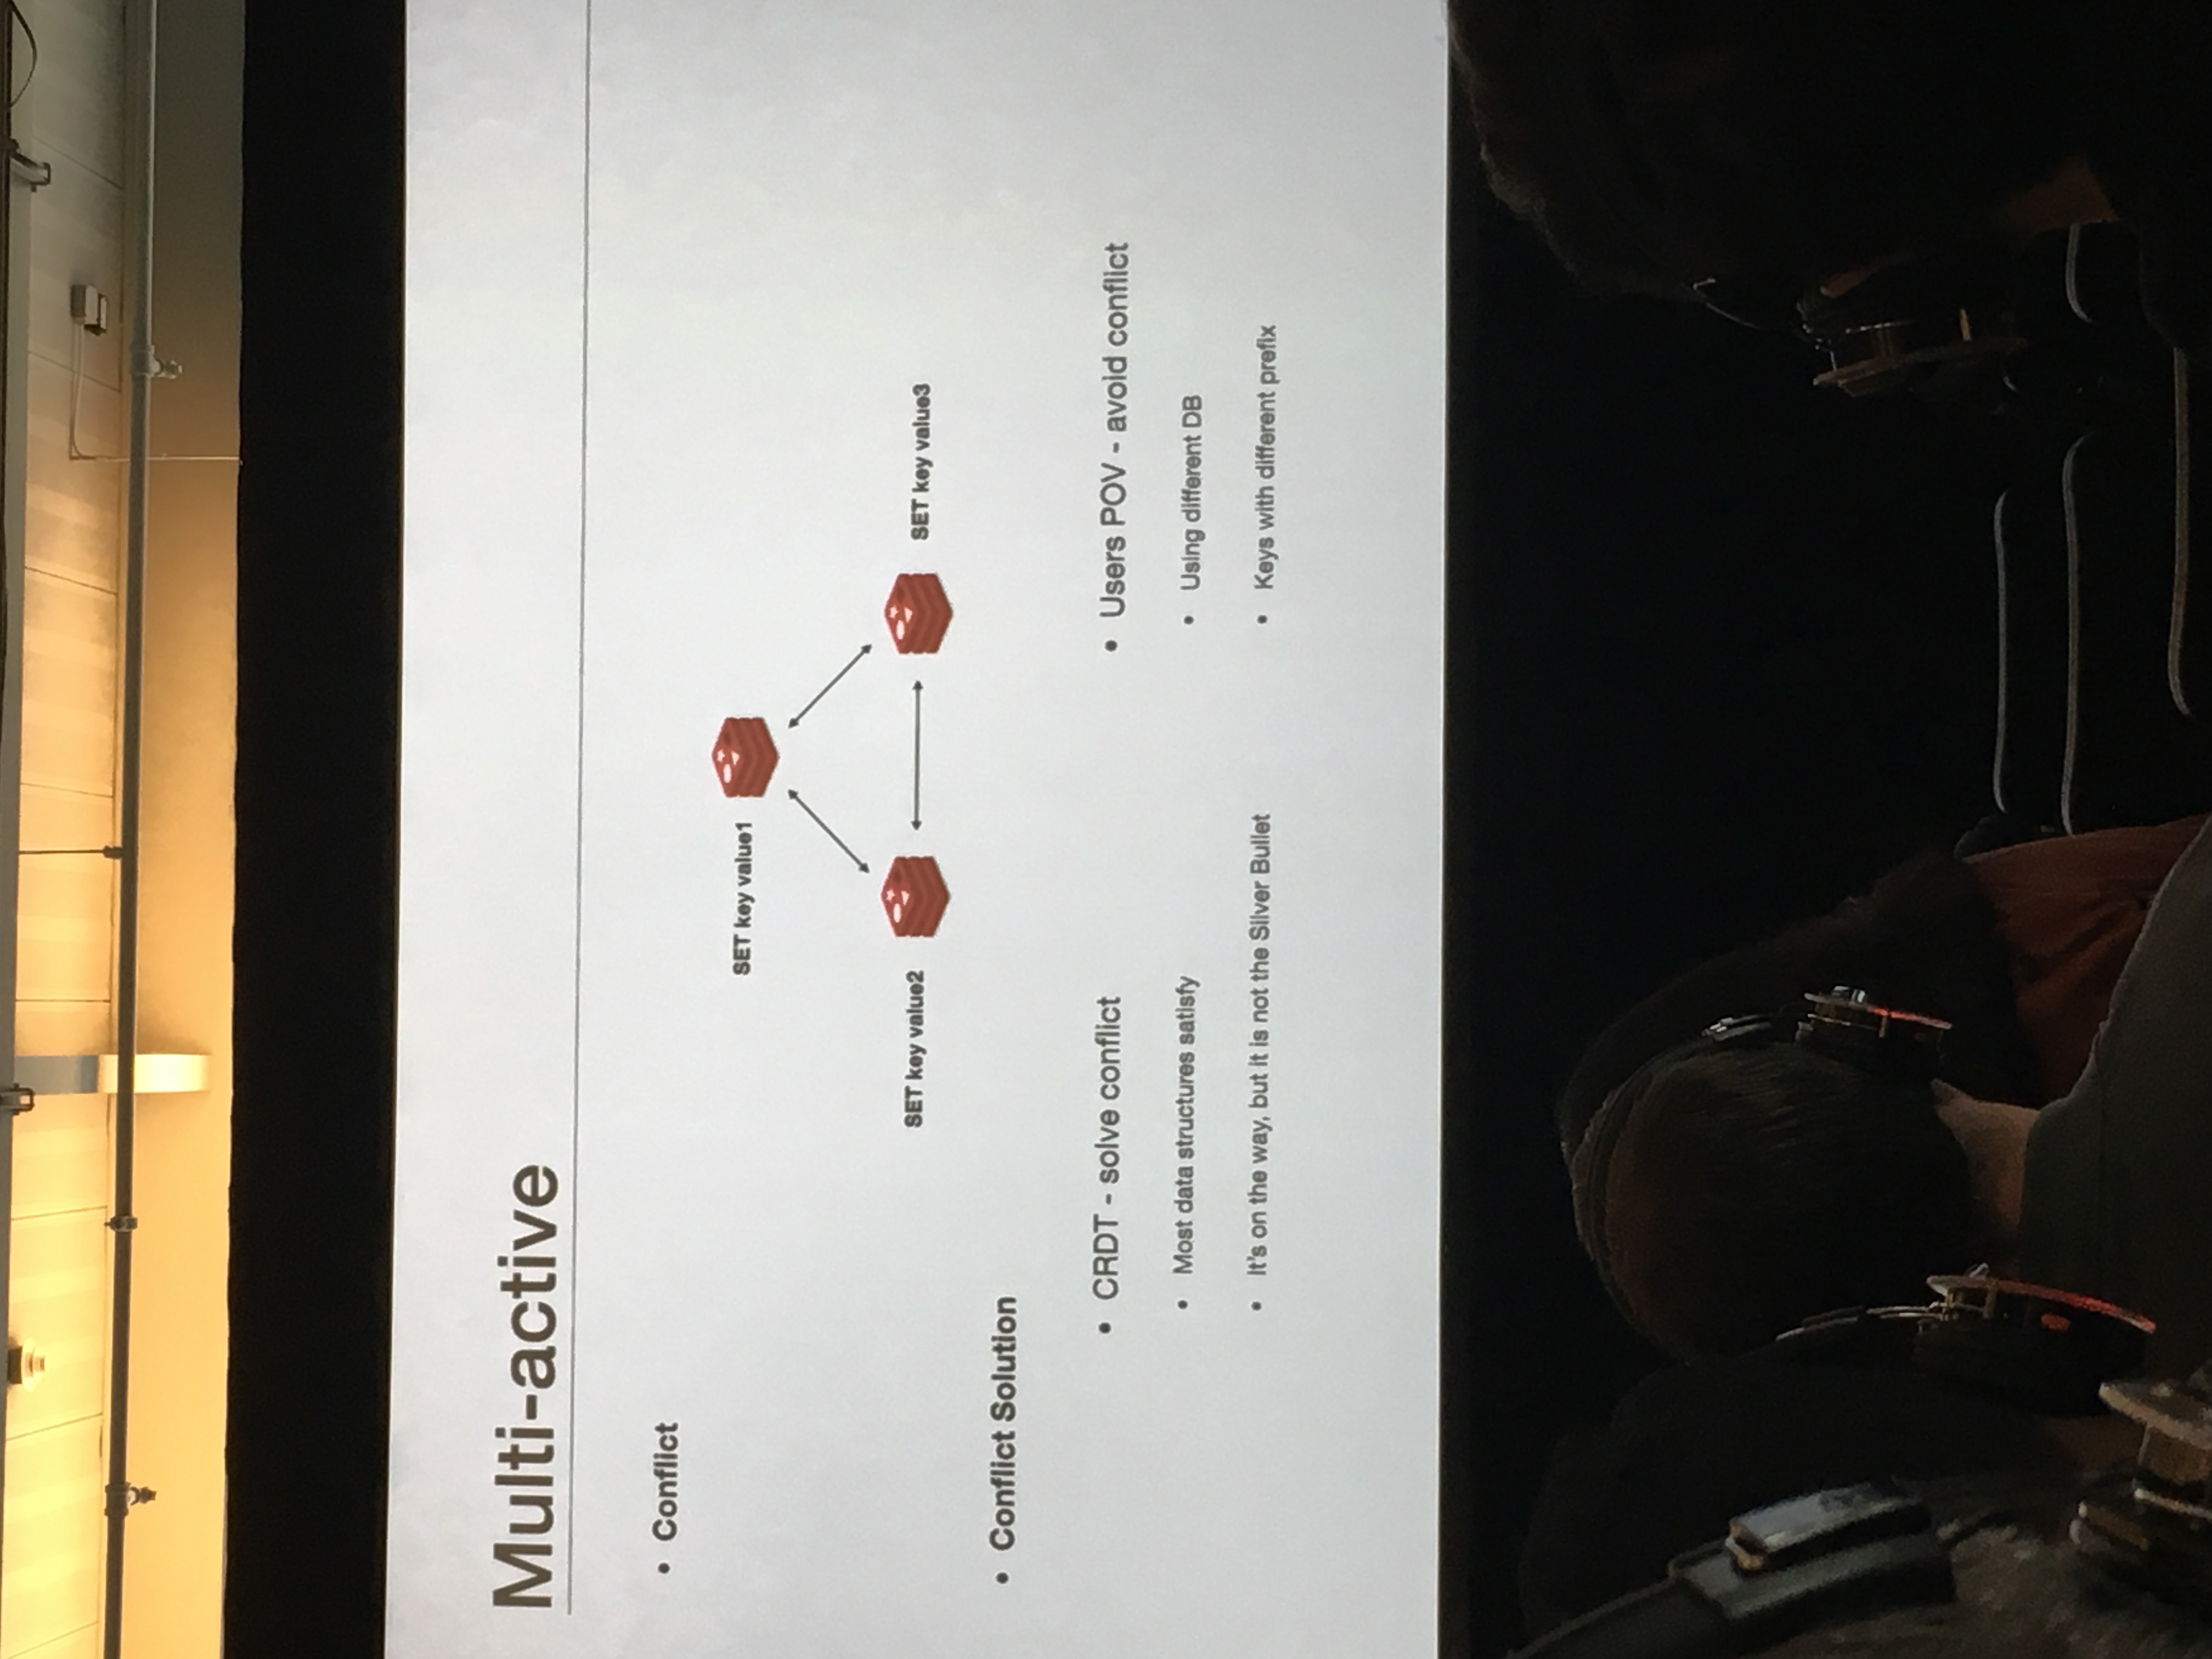 Multi-active
• Conflict
SET key value1
SET key value2
SET key value3
• Conflict Solution
• CRDT - solve conflict
• Most data structures satisfy
• It's on the way, but it is not the Silver Bullet
• Users POV - avoid conflict
• Using different DB
• Keys with different prefix